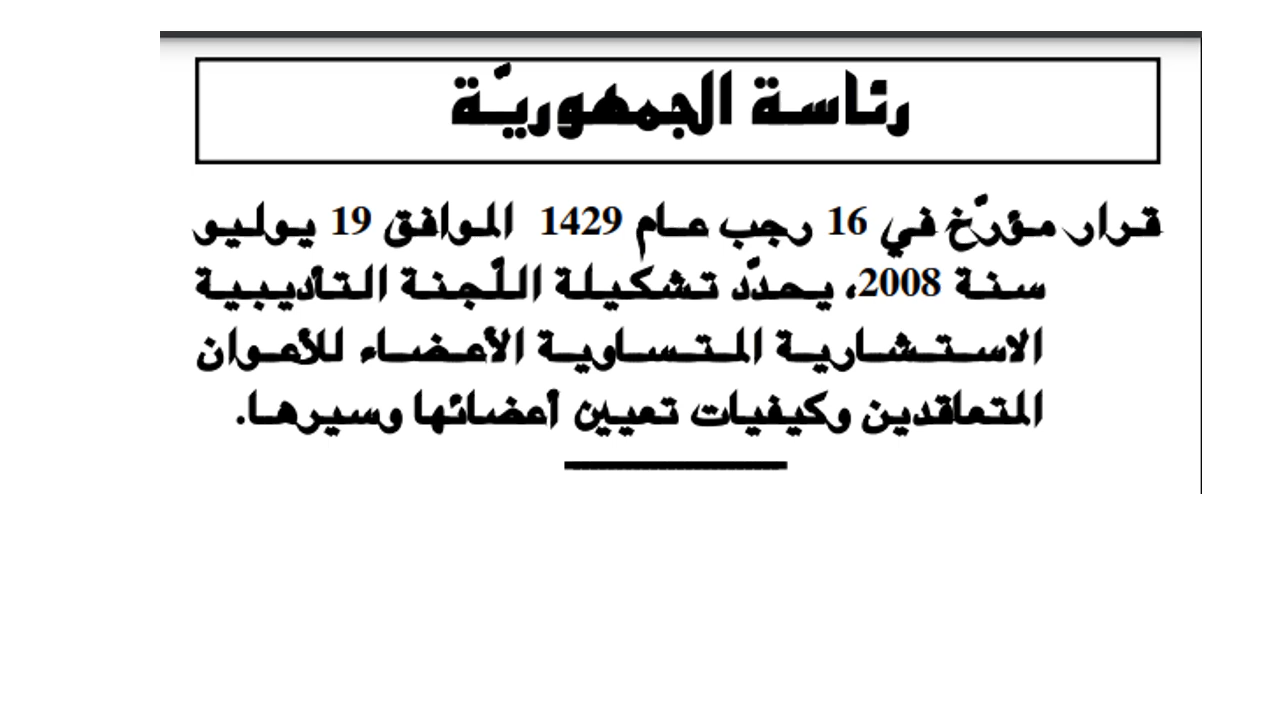 رئاسة الجمهوريّة
قرار مؤرّخ في 16 رجب عام 1429 الموافق 19 يوليو
سنة 2008، يحدّد تشكيلة اللّجنة التأديبية
الاستشارية المتساوية الأعضاء للأعوان
المتعاقدين وكيفيات تعيين أعضائها وسيرها.